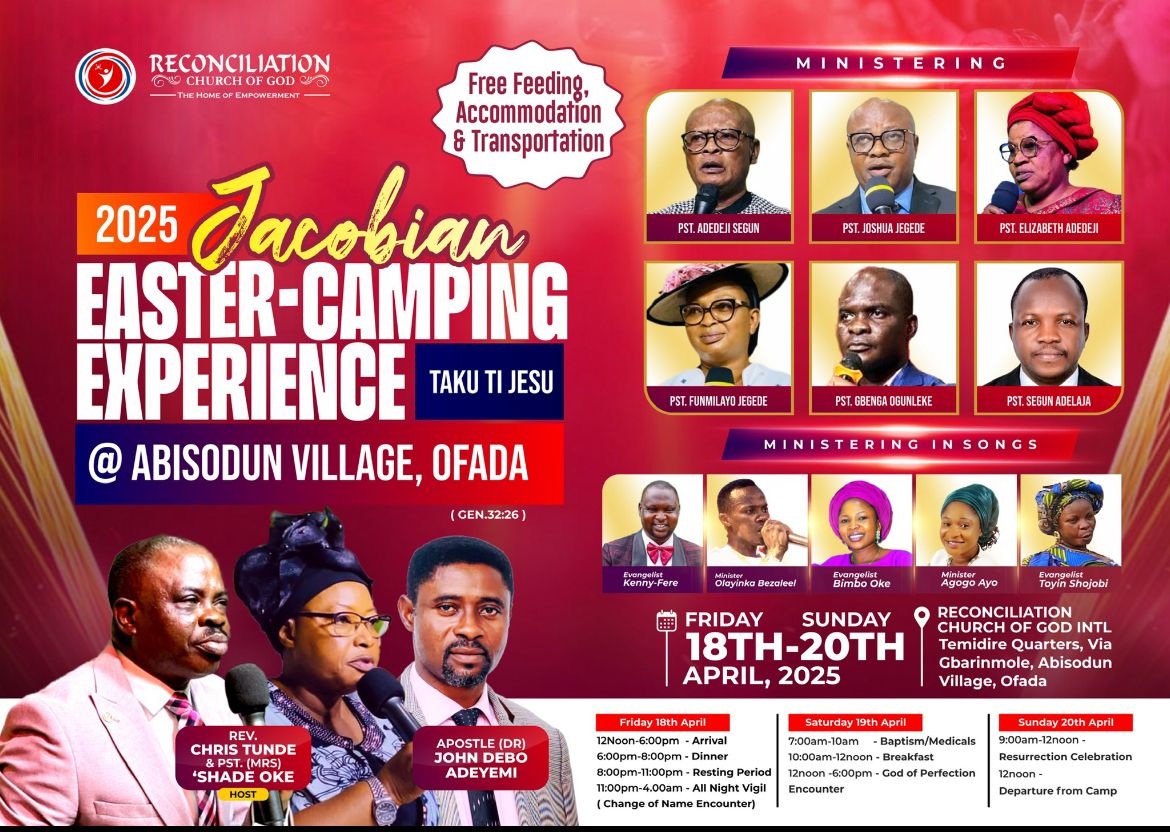 RECONCILIATION
CHURCH OF GOD
THE HOME OF EMPOWERMENT
Free Feeding,
Accommodation
& Transportation
2025 Jacobian
EASTER-CAMPING
EXPERIENCE
TAKU TI JESU
@ ABISODUN VILLAGE, OFADA
( GEN.32:26 )
REV.
CHRIS TUNDE
& PST. (MRS)
‘SHADE OKE
HOST
APOSTLE (DR)
JOHN DEBO
ADEYEMI
MINISTERING
PST. ADEDEJI SEGUN
PST. JOSHUA JEGEDE
PST. ELIZABETH ADEDEJI
PST. FUNMILAYO JEGEDE
PST. GBENGA OGUNLEKE
PST. SEGUN ADELAJA
MINISTERING IN SONGS
Evangelist
Kenny-Fere
Minister
Olayinka Bezaleel
Evangelist
Bimbo Oke
Minister
Agogo Ayo
Evangelist
Toyin Shojobi
FRIDAY SUNDAY
18TH-20TH
APRIL, 2025
RECONCILIATION
CHURCH OF GOD INTL
Temidire Quarters, Via
Gbarinmole, Abisodun
Village, Ofada
Friday 18th April
12Noon-6:00pm - Arrival
6:00pm-8:00pm - Dinner
8:00pm-11:00pm - Resting Period
11:00pm-4.00am - All Night Vigil
( Change of Name Encounter)
Saturday 19th April
7:00am-10am - Baptism/Medicals
10:00am-12noon - Breakfast
12noon -6:00pm - God of Perfection
Encounter
Sunday 20th April
9:00am-12noon -
Resurrection Celebration
12noon -
Departure from Camp